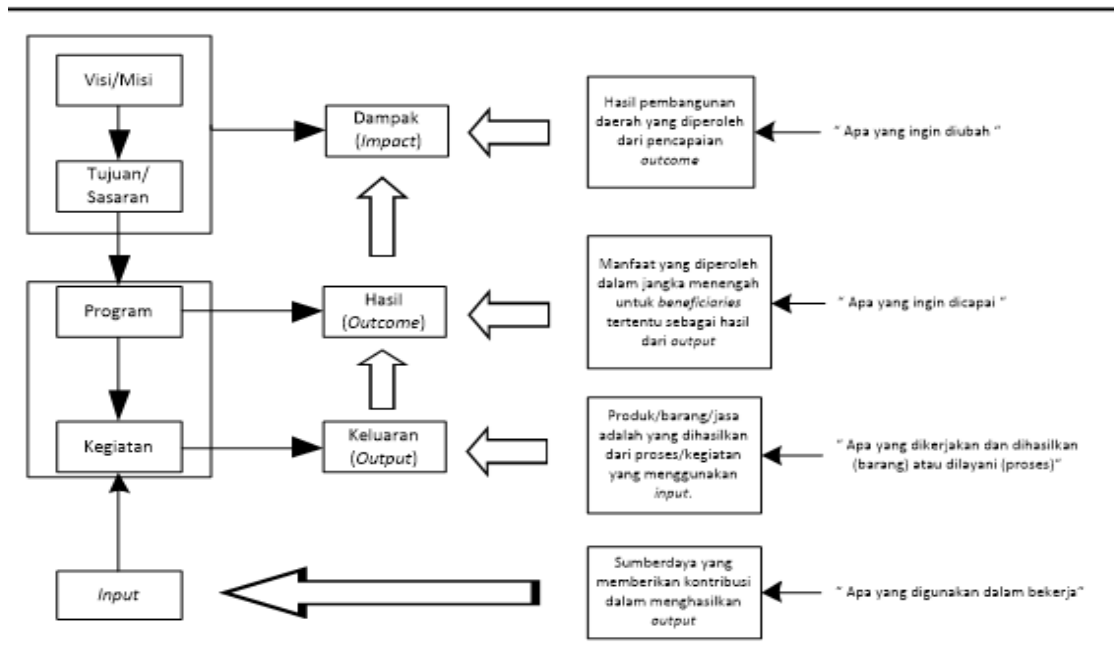 Visi/Misi
Tujuan/
Sasaran
Dampak
(Impact)
Hasil pembangunan
daerah yang diperoleh
dari pencapaian
outcome
“ Apa yang ingin diubah “
Program
Hasil
(Outcome)
Manfaat yang diperoleh
dalam jangka menengah
untuk beneficiaries
tertentu sebagai hasil
dari output
“ Apa yang ingin dicapai “
Kegiatan
Keluaran
(Output)
Produk/barang/jasa
adalah yang dihasilkan
dari proses/kegiatan
yang menggunakan
input.
“ Apa yang dikerjakan dan dihasilkan
(barang) atau dilayani (proses)”
Input
Sumberdaya yang
memberikan kontribusi
dalam menghasilkan
output
“ Apa yang digunakan dalam bekerja”